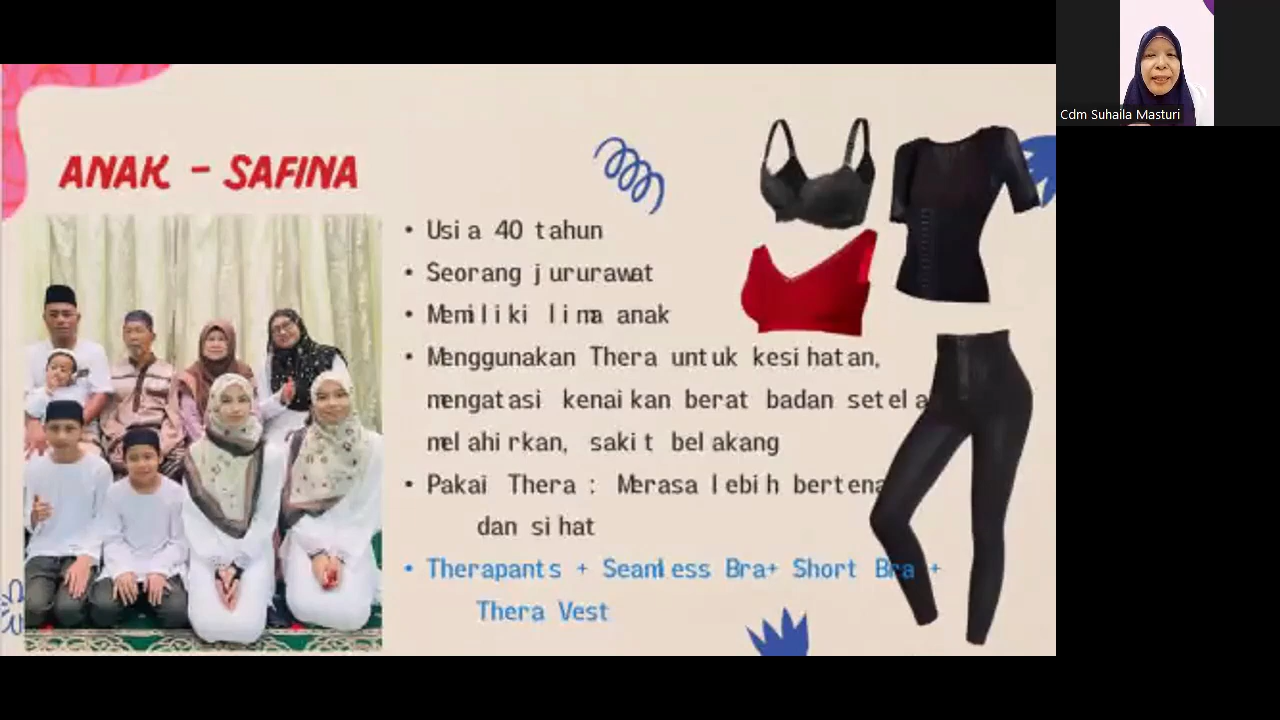 Cdm Suhaila Masturi
ANAK - SAFINA
• Usia 40 tahun
• Seorang jururawat
• Memiliki lima anak
• Menggunakan Thera untuk kesihatan,
mengatasi kenaikan berat badan setela
melahirkan, sakit belakang
• Pakai Thera : Merasa lebih bertena
dan sihat
• Therapants + Seamless Bra+ Short Bra +
Thera Vest